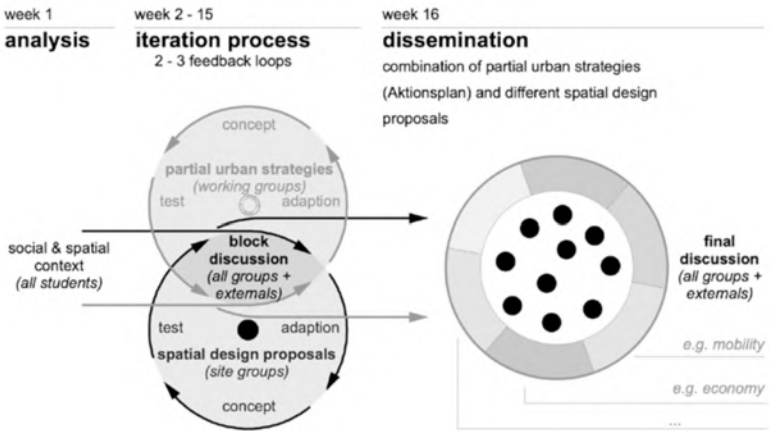 week 1
analysis
week 2 - 15
iteration process
2 - 3 feedback loops
week 16
dissemination
combination of partial urban strategies
(Aktionsplan) and different spatial design
proposals
concept
partial urban strategies
(working groups)
test
adaption
social & spatial
context
(all students)
block
discussion
(all groups +
externals)
test
adaption
spatial design proposals
(site groups)
concept
final
discussion
(all groups +
externals)
e.g. mobility
e.g. economy
...